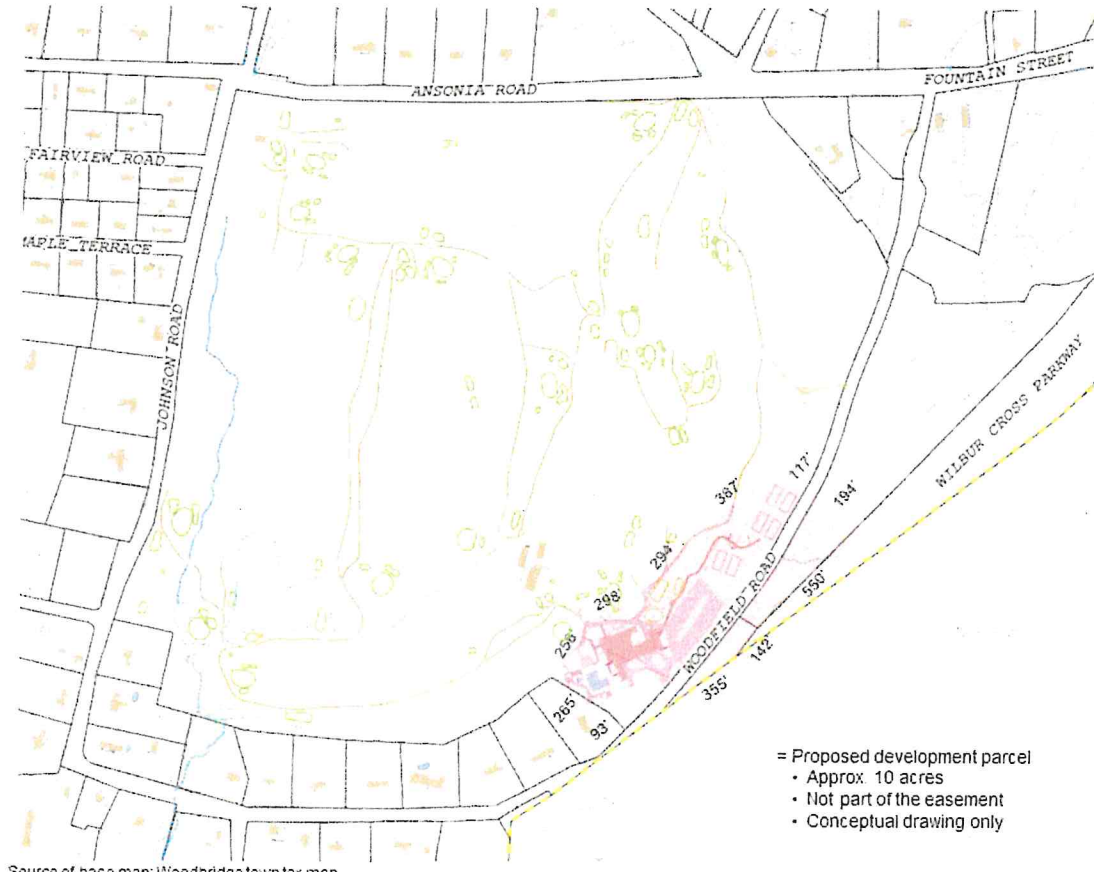 ANSONIA ROAD
FOUNTAIN STREET
FAIRVIEW ROAD
MAPLE TERRACE
JOHNSON ROAD
WILBUR CROSS PARKWAY
117'
387'
194'
294'
WOODFIELD ROAD
298'
550'
256'
142'
355'
265'
93'
= Proposed development parcel
• Approx. 10 acres
• Not part of the easement
• Conceptual drawing only
Source of base map: Woodbridge town tax map